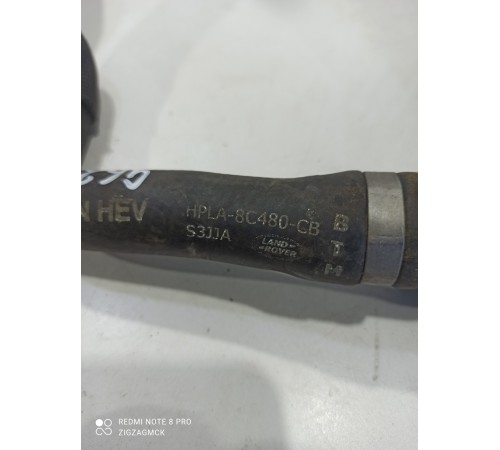 HEV
HPLA-8C480-CB
S3JJA
LAND
ROVER
B
T
M
REDMI NOTE 8 PRO
ZIGZAGMCK